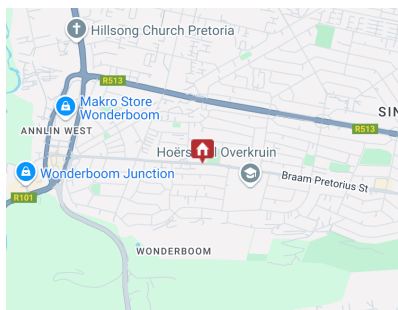 Hillsong Church Pretoria
R513
Makro Store
Wonderboom
SIN
R513
ANNLIN WEST
Hoërs l Overkruin
Wonderboom Junction
Braam Pretorius St
R101
WONDERBOOM